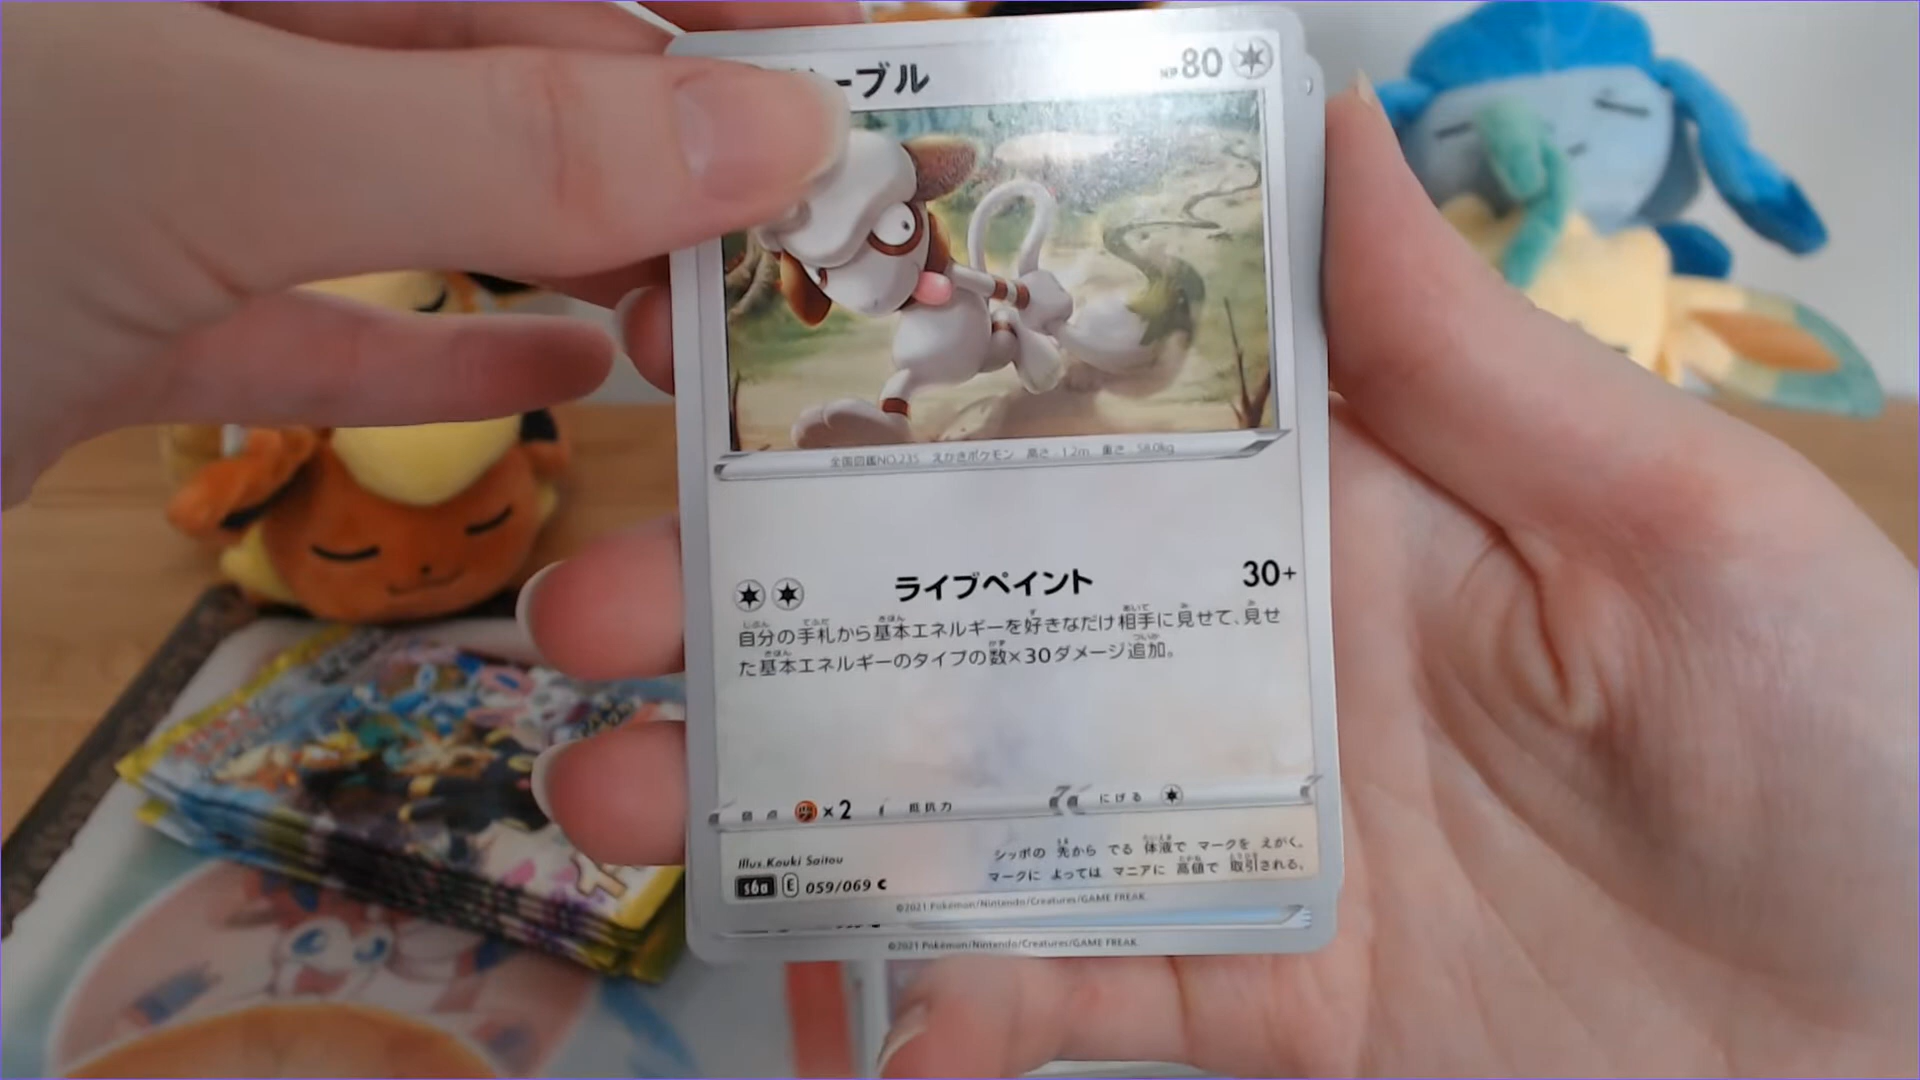 ーブル
HP80
全国図鑑NO.235 えかきポケモン 高さ 1.2m 重さ 58.0kg
ライブペイント 30+
自分の手札から基本エネルギーを好きなだけ相手に見せて、見せ
た基本エネルギーのタイプの数×30ダメージ追加。
弱点 ×2 抵抗力 にげる
Illus.Kouki Saitou
シッポの 先から でる 体液で マークを えがく。
マークに よっては マニアに 高値で 取引される。
s6a E 059/069 C
©2021 Pokémon/Nintendo/Creatures/GAME FREAK.
©2021 Pokémon/Nintendo/Creatures/GAME FREAK.